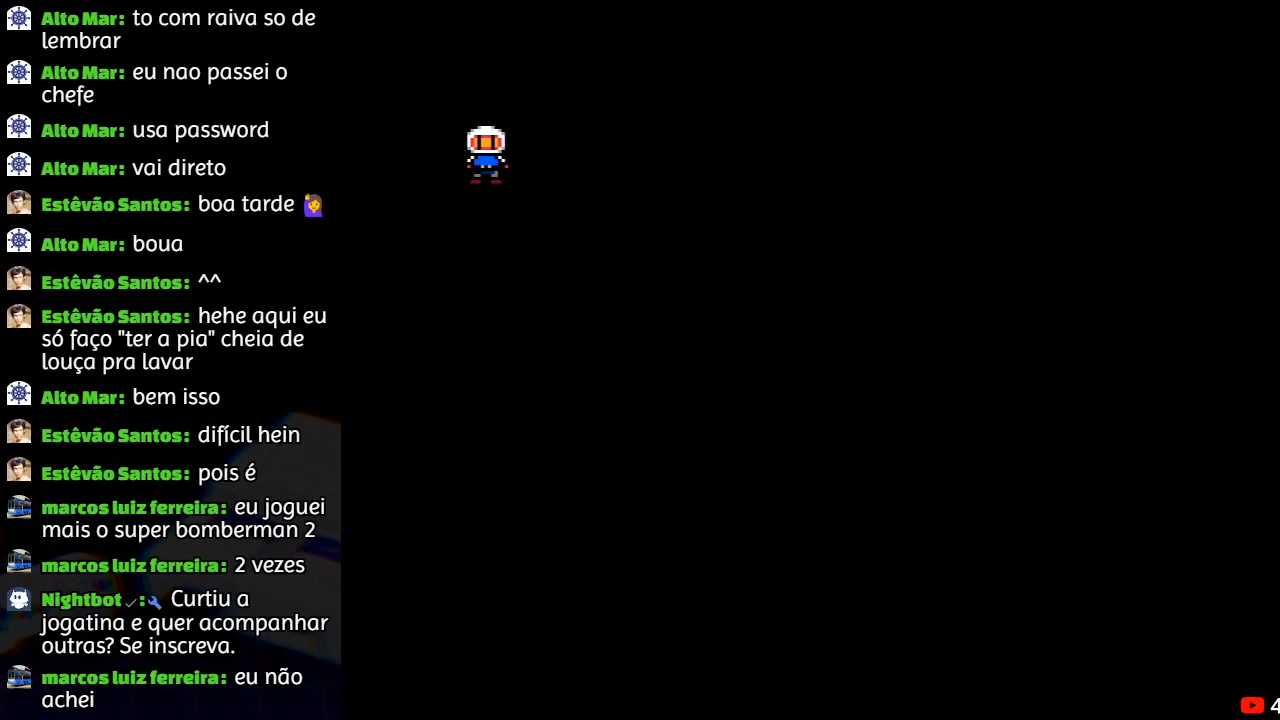 Alto Mar: to com raiva so de
lembrar
Alto Mar: eu nao passei o
chefe
Alto Mar: usa password
Alto Mar: vai direto
Estêvão Santos: boa tarde 🙋‍♀️
Alto Mar: boua
Estêvão Santos: ^^
Estêvão Santos: hehe aqui eu
só faço "ter a pia" cheia de
louça pra lavar
Alto Mar: bem isso
Estêvão Santos: difícil hein
Estêvão Santos: pois é
marcos luiz ferreira: eu joguei
mais o super bomberman 2
marcos luiz ferreira: 2 vezes
Nightbot ✓:🔧 Curtiu a
jogatina e quer acompanhar
outras? Se inscreva.
marcos luiz ferreira: eu não
achei
4